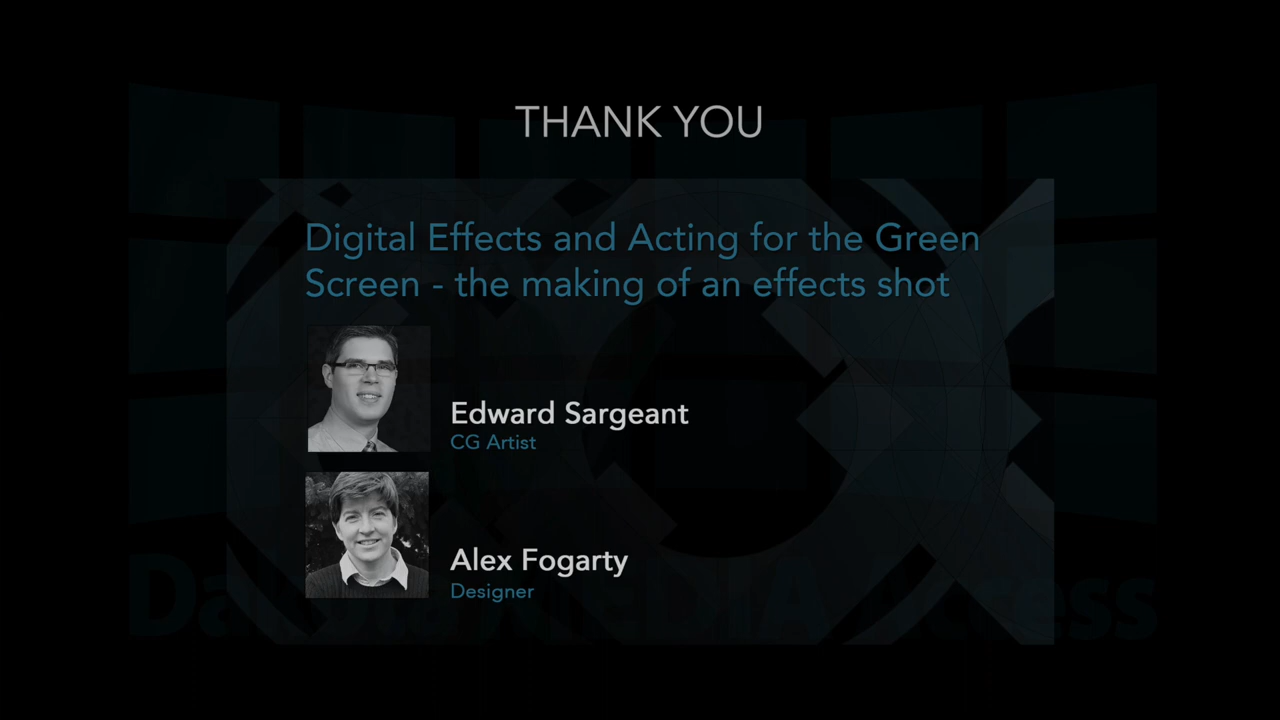 THANK YOU
Digital Effects and Acting for the Green
Screen - the making of an effects shot
Edward Sargeant
CG Artist
Alex Fogarty
Designer